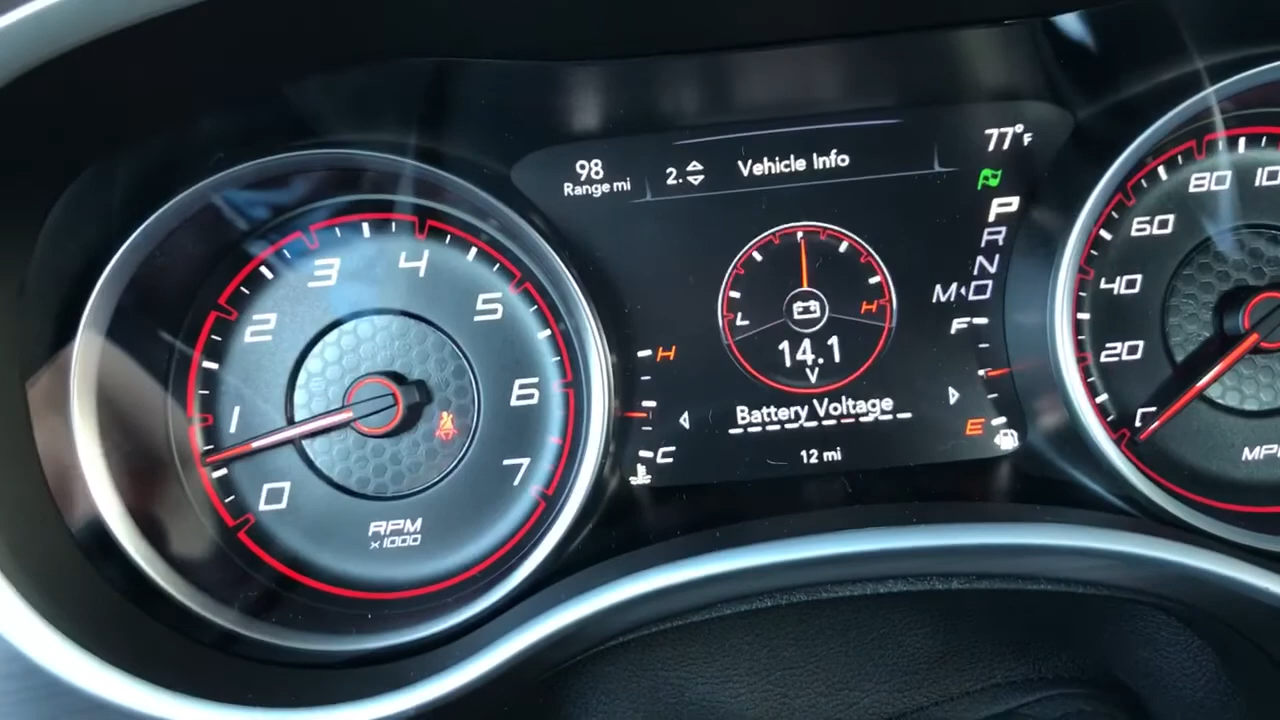 98
Range mi
2.
Vehicle Info
77°F
P
R
N
M D
F
E
H
C
L
H
14.1
V
Battery Voltage
12 mi
0
1
2
3
4
5
6
7
RPM
x1000
20
40
60
80